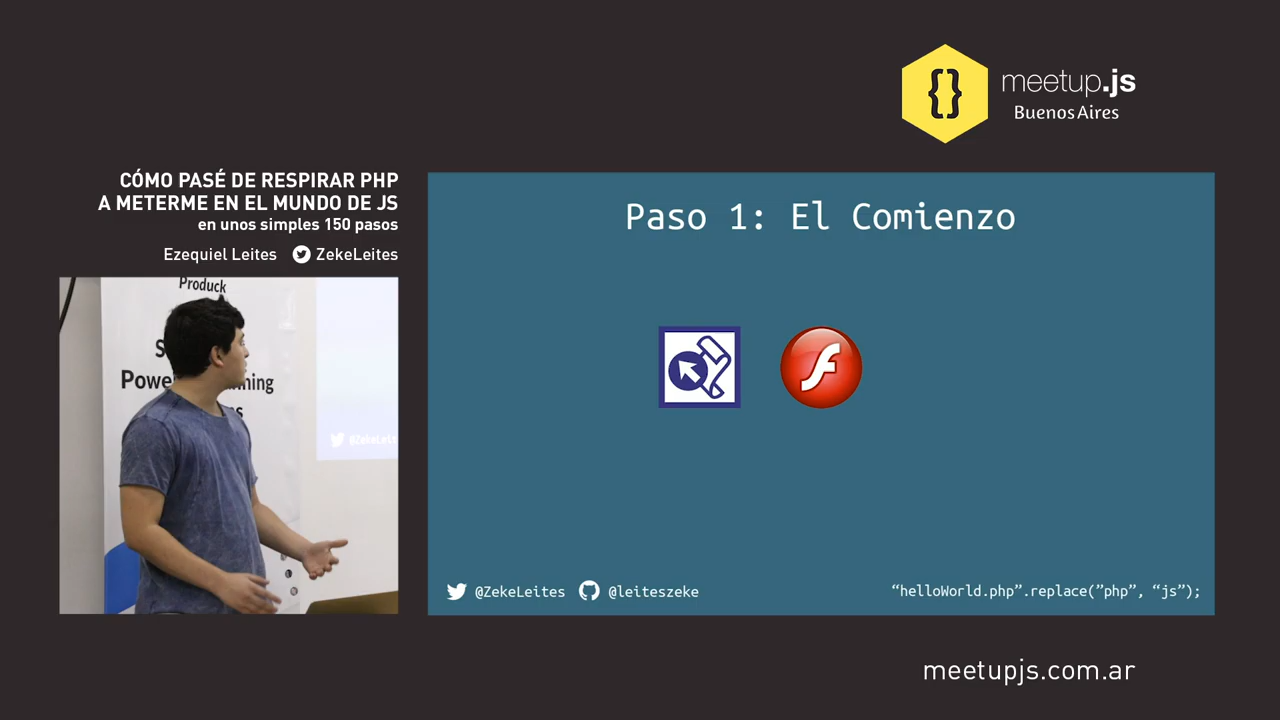 meetup.js
Buenos Aires
CÓMO PASÉ DE RESPIRAR PHP
A METERME EN EL MUNDO DE JS
en unos simples 150 pasos
Ezequiel Leites ZekeLeites
Produck
Paso 1: El Comienzo
@ZekeLeites @leiteszeke
“helloWorld.php”.replace(”php”, “js”);
meetupjs.com.ar